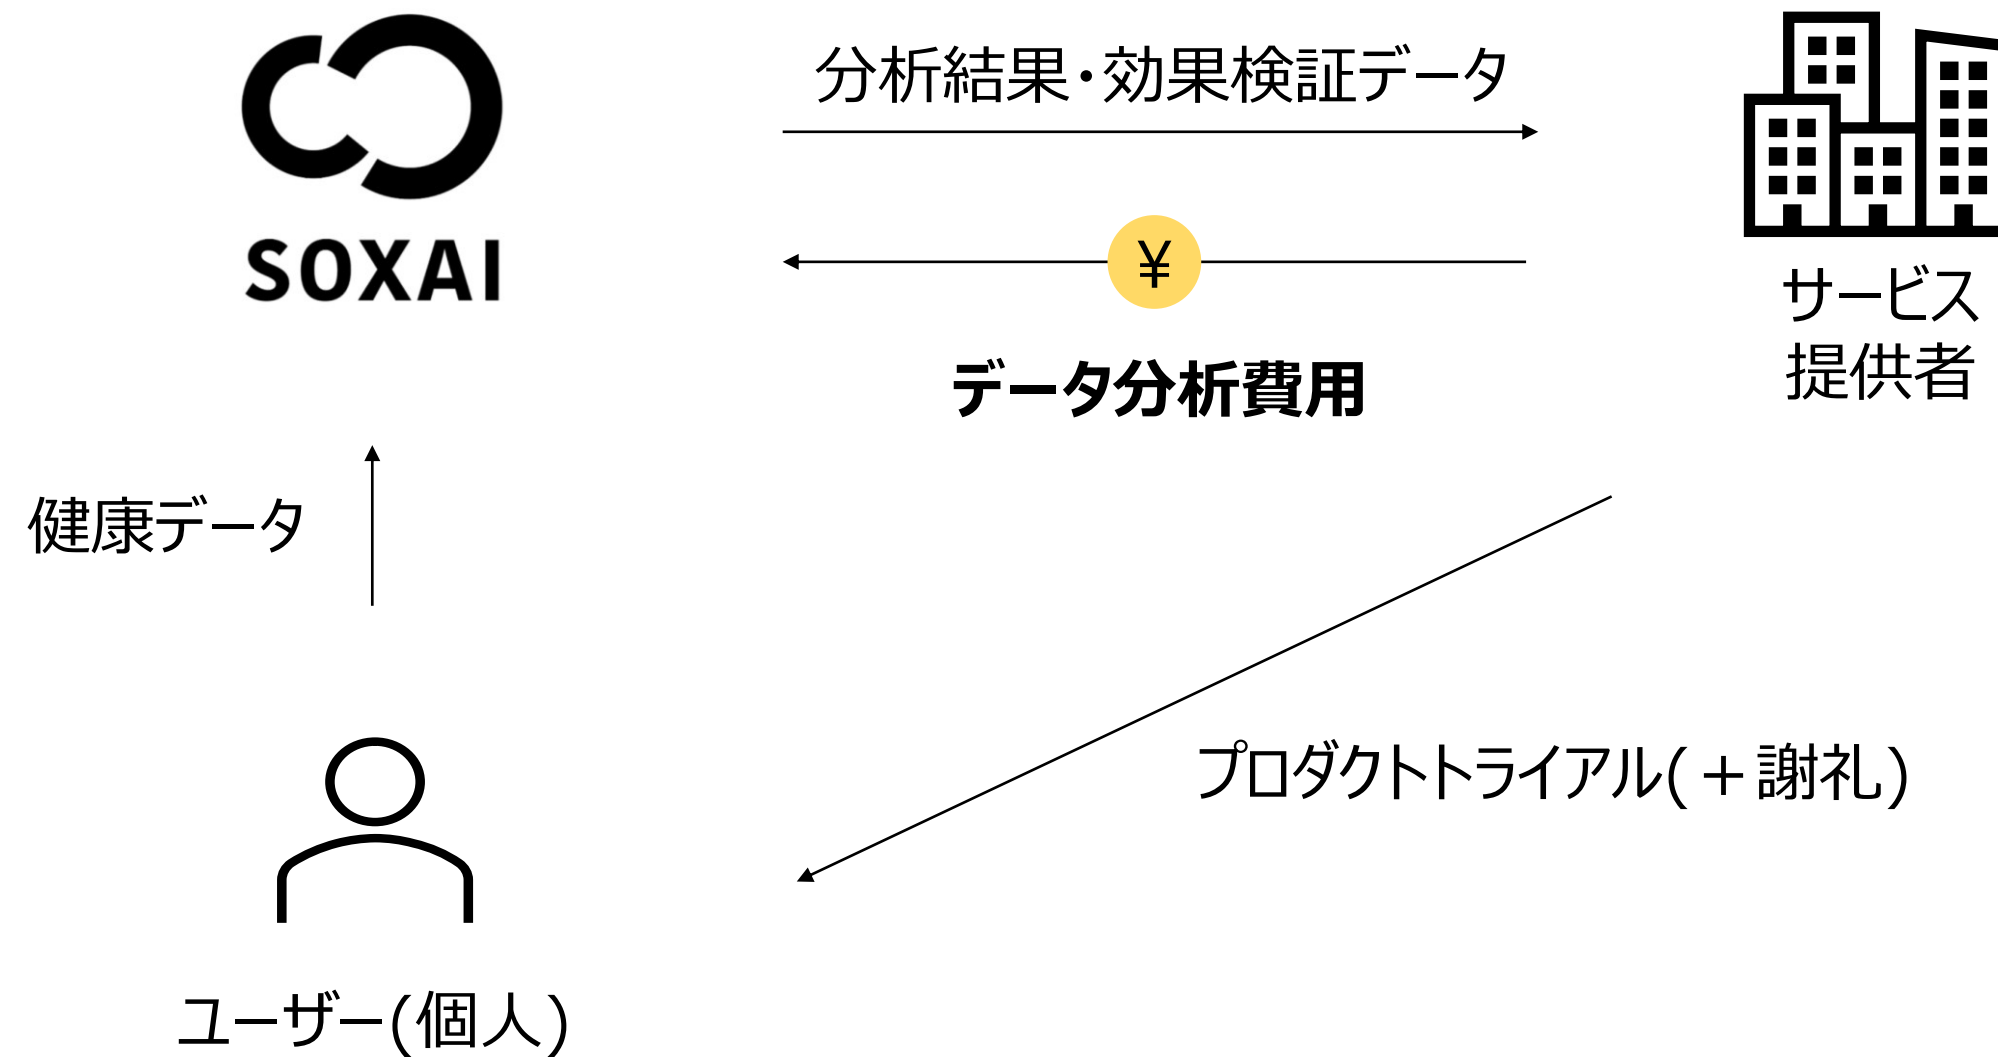 分析結果・効果検証データ
SOXAI
¥
サービス
提供者
データ分析費用
健康データ
プロダクトトライアル(+謝礼)
ユーザー(個人)